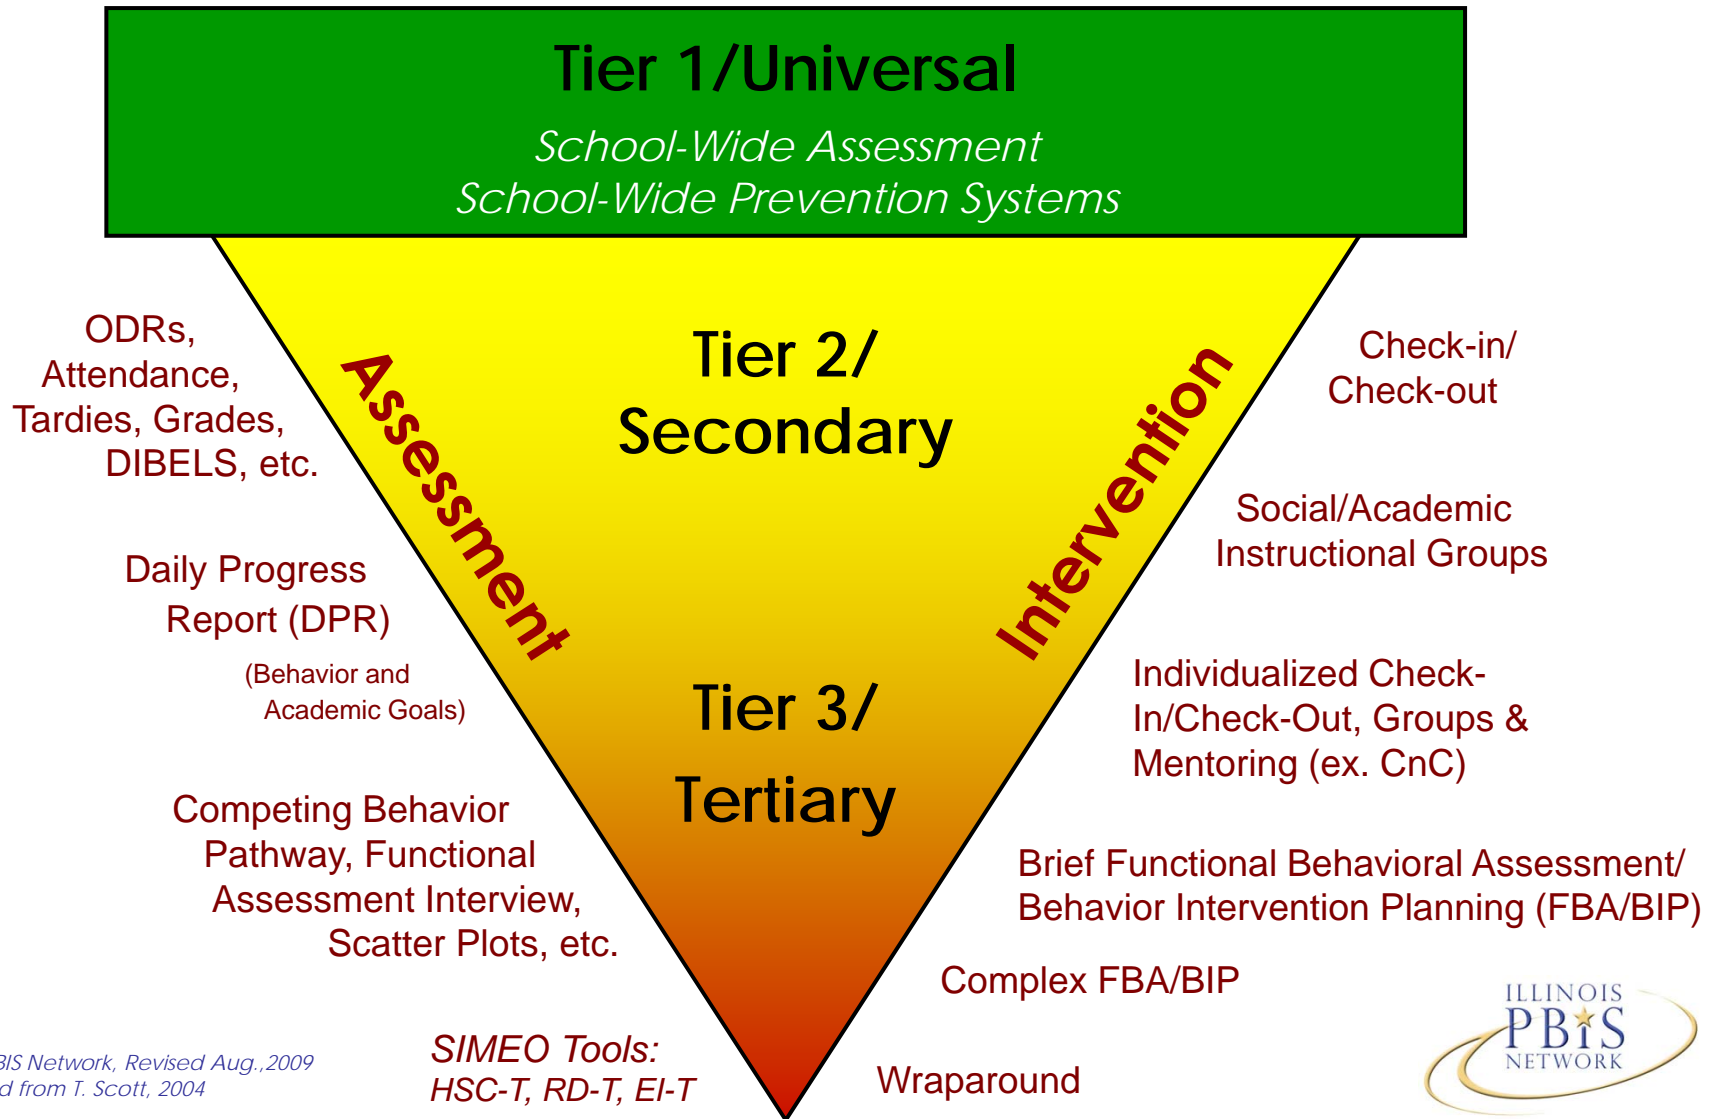 Tier 1/Universal
School-Wide Assessment
School-Wide Prevention Systems
ODRs,
Attendance,
Tardies, Grades,
DIBELS, etc.
Daily Progress
Report (DPR)
(Behavior and
Academic Goals)
Competing Behavior
Pathway, Functional
Assessment Interview,
Scatter Plots, etc.
SIMEO Tools:
HSC-T, RD-T, EI-T
Assessment
Tier 2/
Secondary
Tier 3/
Tertiary
Intervention
Check-in/
Check-out
Social/Academic
Instructional Groups
Individualized Check-
In/Check-Out, Groups &
Mentoring (ex. CnC)
Brief Functional Behavioral Assessment/
Behavior Intervention Planning (FBA/BIP)
Complex FBA/BIP
Wraparound
Network, Revised Aug.,2009
from T. Scott, 2004
ILLINOIS
PBIS
NETWORK